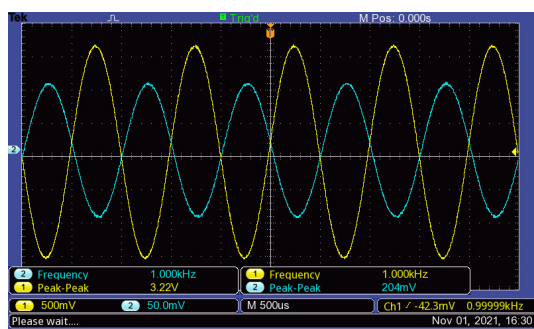 Tek Trig'd M Pos: 0.000s
2
2 Frequency 1.000kHz 1 Frequency 1.000kHz
1 Peak-Peak 3.22V 2 Peak-Peak 204mV
1 500mV 2 50.0mV M 500us Ch1 -42.3mV 0.99999kHz
Please wait.... Nov 01, 2021, 16:30